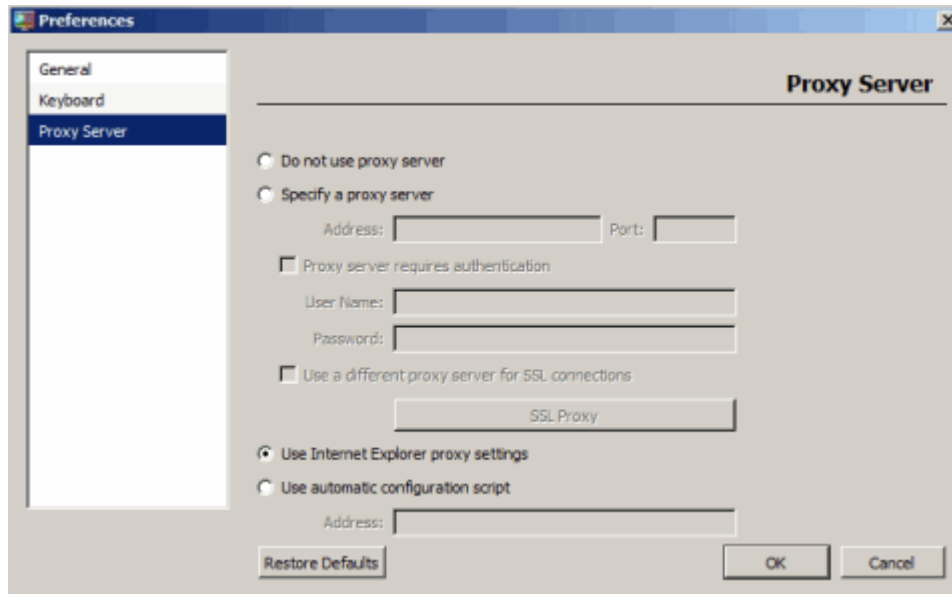 Preferences
General
Keyboard
Proxy Server
Proxy Server
Do not use proxy server
Specify a proxy server
Address: Port:
Proxy server requires authentication
User Name:
Password:
Use a different proxy server for SSL connections
SSL Proxy
Use Internet Explorer proxy settings
Use automatic configuration script
Address:
Restore Defaults OK Cancel